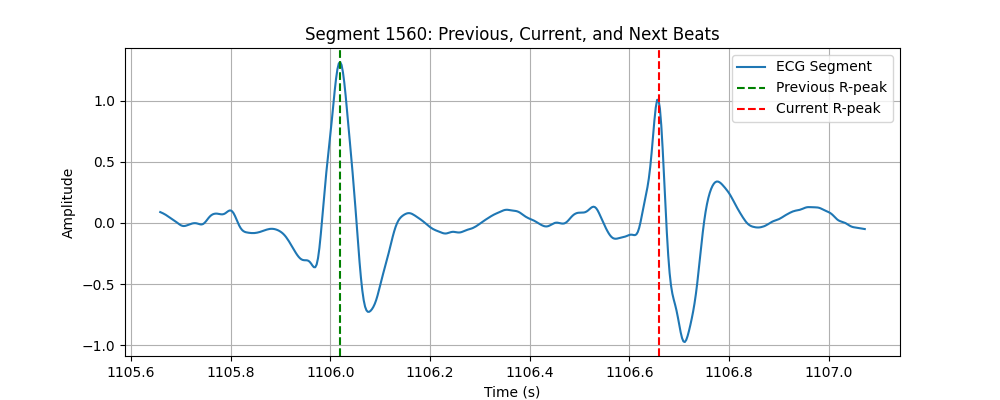 Segment 1560: Previous, Current, and Next Beats
ECG Segment
Previous R-peak
Current R-peak
Amplitude
1.0
0.5
0.0
−0.5
−1.0
1105.6 1105.8 1106.0 1106.2 1106.4 1106.6 1106.8 1107.0
Time (s)